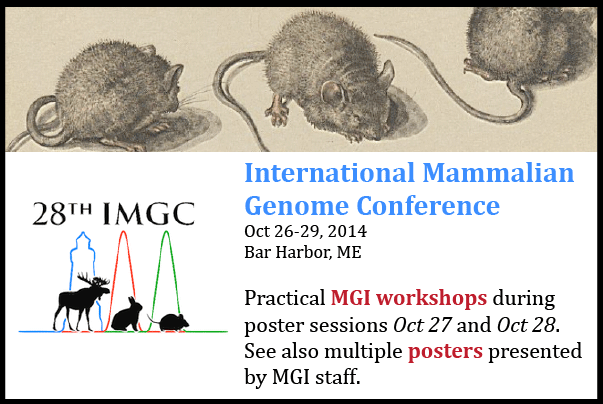 International Mammalian
Genome Conference
Oct 26-29, 2014
Bar Harbor, ME
28TH IMGC
Practical MGI workshops during
poster sessions Oct 27 and Oct 28.
See also multiple posters presented
by MGI staff.